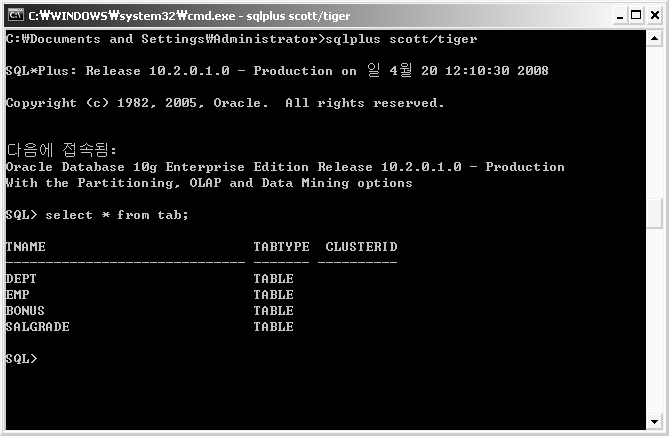 C:₩WINDOWS₩system32₩cmd.exe - sqlplus scott/tiger
C:₩Documents and Settings₩Administrator>sqlplus scott/tiger
SQL*Plus: Release 10.2.0.1.0 - Production on 일 4월 20 12:10:30 2008
Copyright (c) 1982, 2005, Oracle.  All rights reserved.
다음에 접속됨:
Oracle Database 10g Enterprise Edition Release 10.2.0.1.0 - Production
With the Partitioning, OLAP and Data Mining options
SQL> select * from tab;
TNAME                          TABTYPE  CLUSTERID
------------------------------ ------- ----------
DEPT                           TABLE
EMP                            TABLE
BONUS                          TABLE
SALGRADE                       TABLE
SQL>